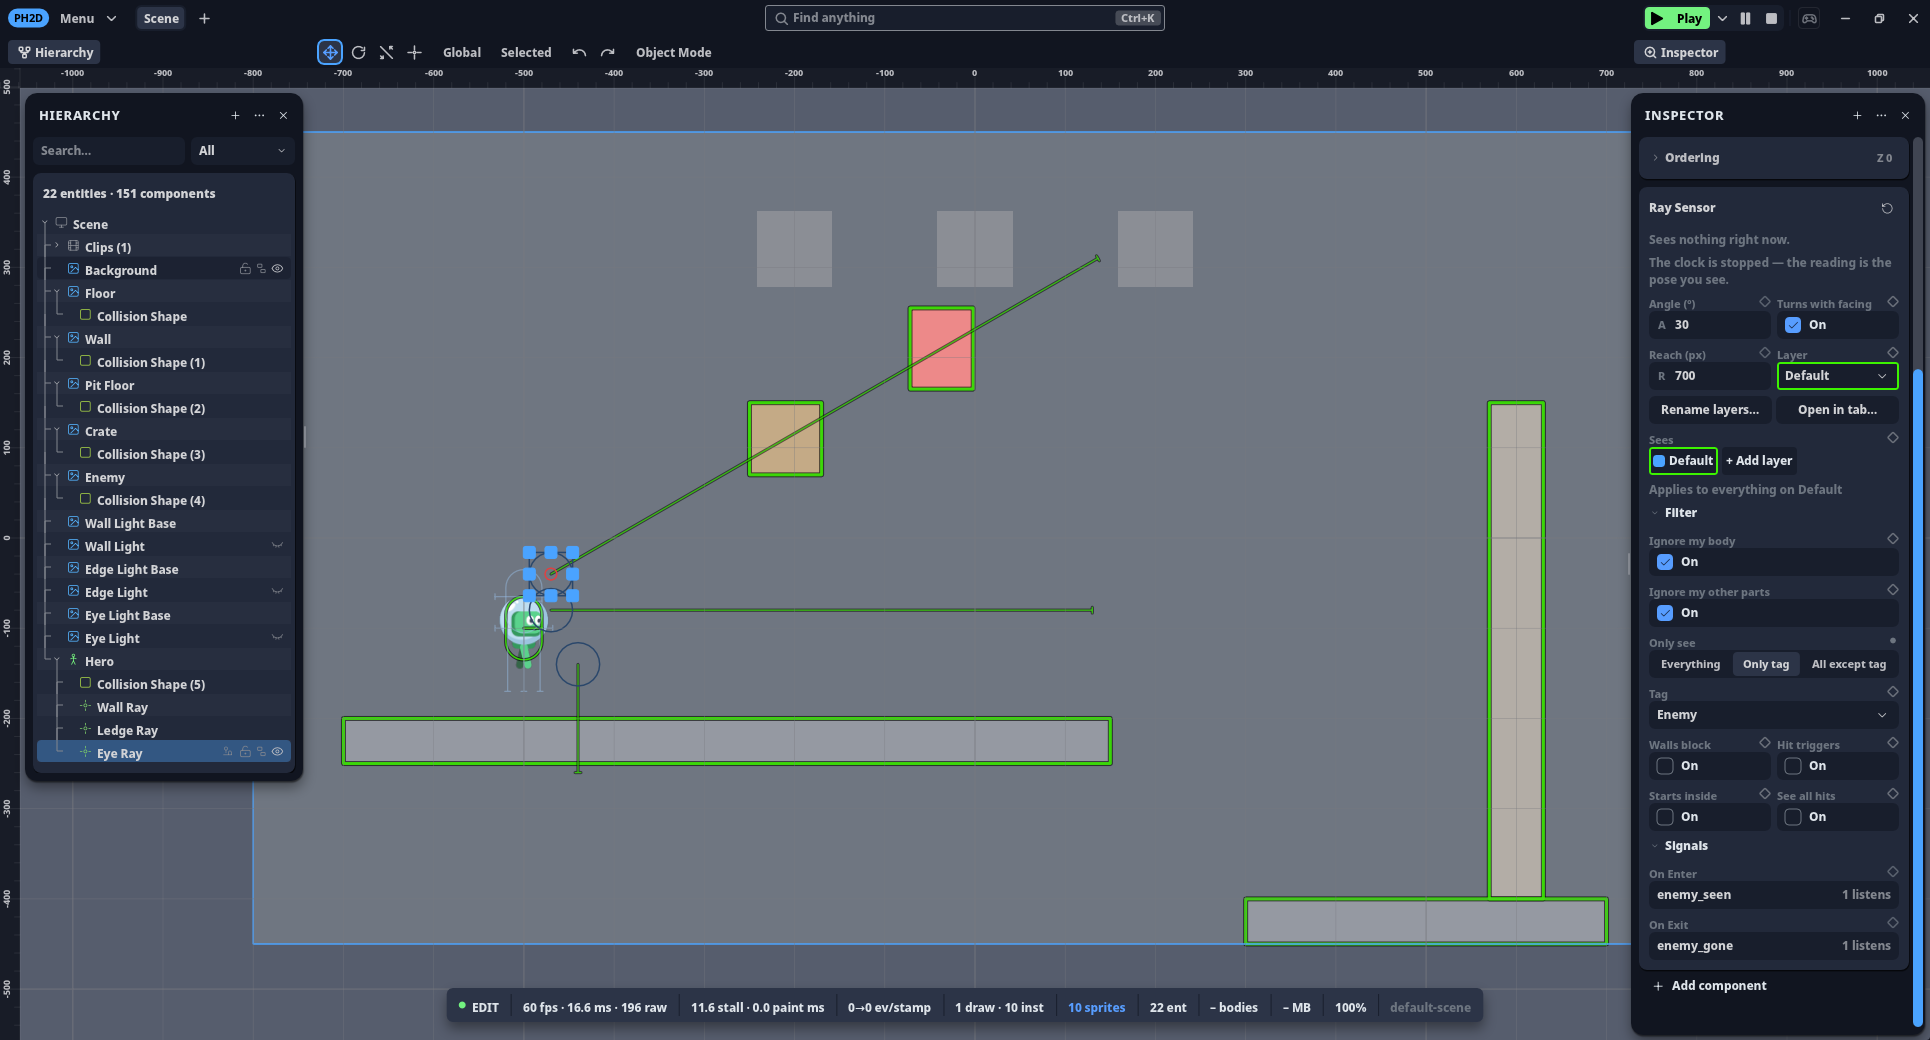 PH2D Menu Scene +
Find anything Ctrl+K
Play
Hierarchy
Global Selected Object Mode
Inspector
-1000 -900 -800 -700 -600 -500 -400 -300 -200 -100 0 100 200 300 400 500 600 700 800 900 1000
500
400
300
200
100
0
-100
-200
-300
-400
-500
HIERARCHY
Search...
All
22 entities · 151 components
Scene
Clips (1)
Background
Floor
Collision Shape
Wall
Collision Shape (1)
Pit Floor
Collision Shape (2)
Crate
Collision Shape (3)
Enemy
Collision Shape (4)
Wall Light Base
Wall Light
Edge Light Base
Edge Light
Eye Light Base
Eye Light
Hero
Collision Shape (5)
Wall Ray
Ledge Ray
Eye Ray
INSPECTOR
Ordering Z 0
Ray Sensor
Sees nothing right now.
The clock is stopped — the reading is the
pose you see.
Angle (°) Turns with facing
A 30 On
Reach (px) Layer
R 700 Default
Rename layers... Open in tab...
Sees
Default + Add layer
Applies to everything on Default
Filter
Ignore my body
On
Ignore my other parts
On
Only see
Everything Only tag All except tag
Tag
Enemy
Walls block Hit triggers
On On
Starts inside See all hits
On On
Signals
On Enter
enemy_seen 1 listens
On Exit
enemy_gone 1 listens
+ Add component
EDIT 60 fps · 16.6 ms · 196 raw 11.6 stall · 0.0 paint ms 0→0 ev/stamp 1 draw · 10 inst 10 sprites 22 ent – bodies – MB 100% default-scene